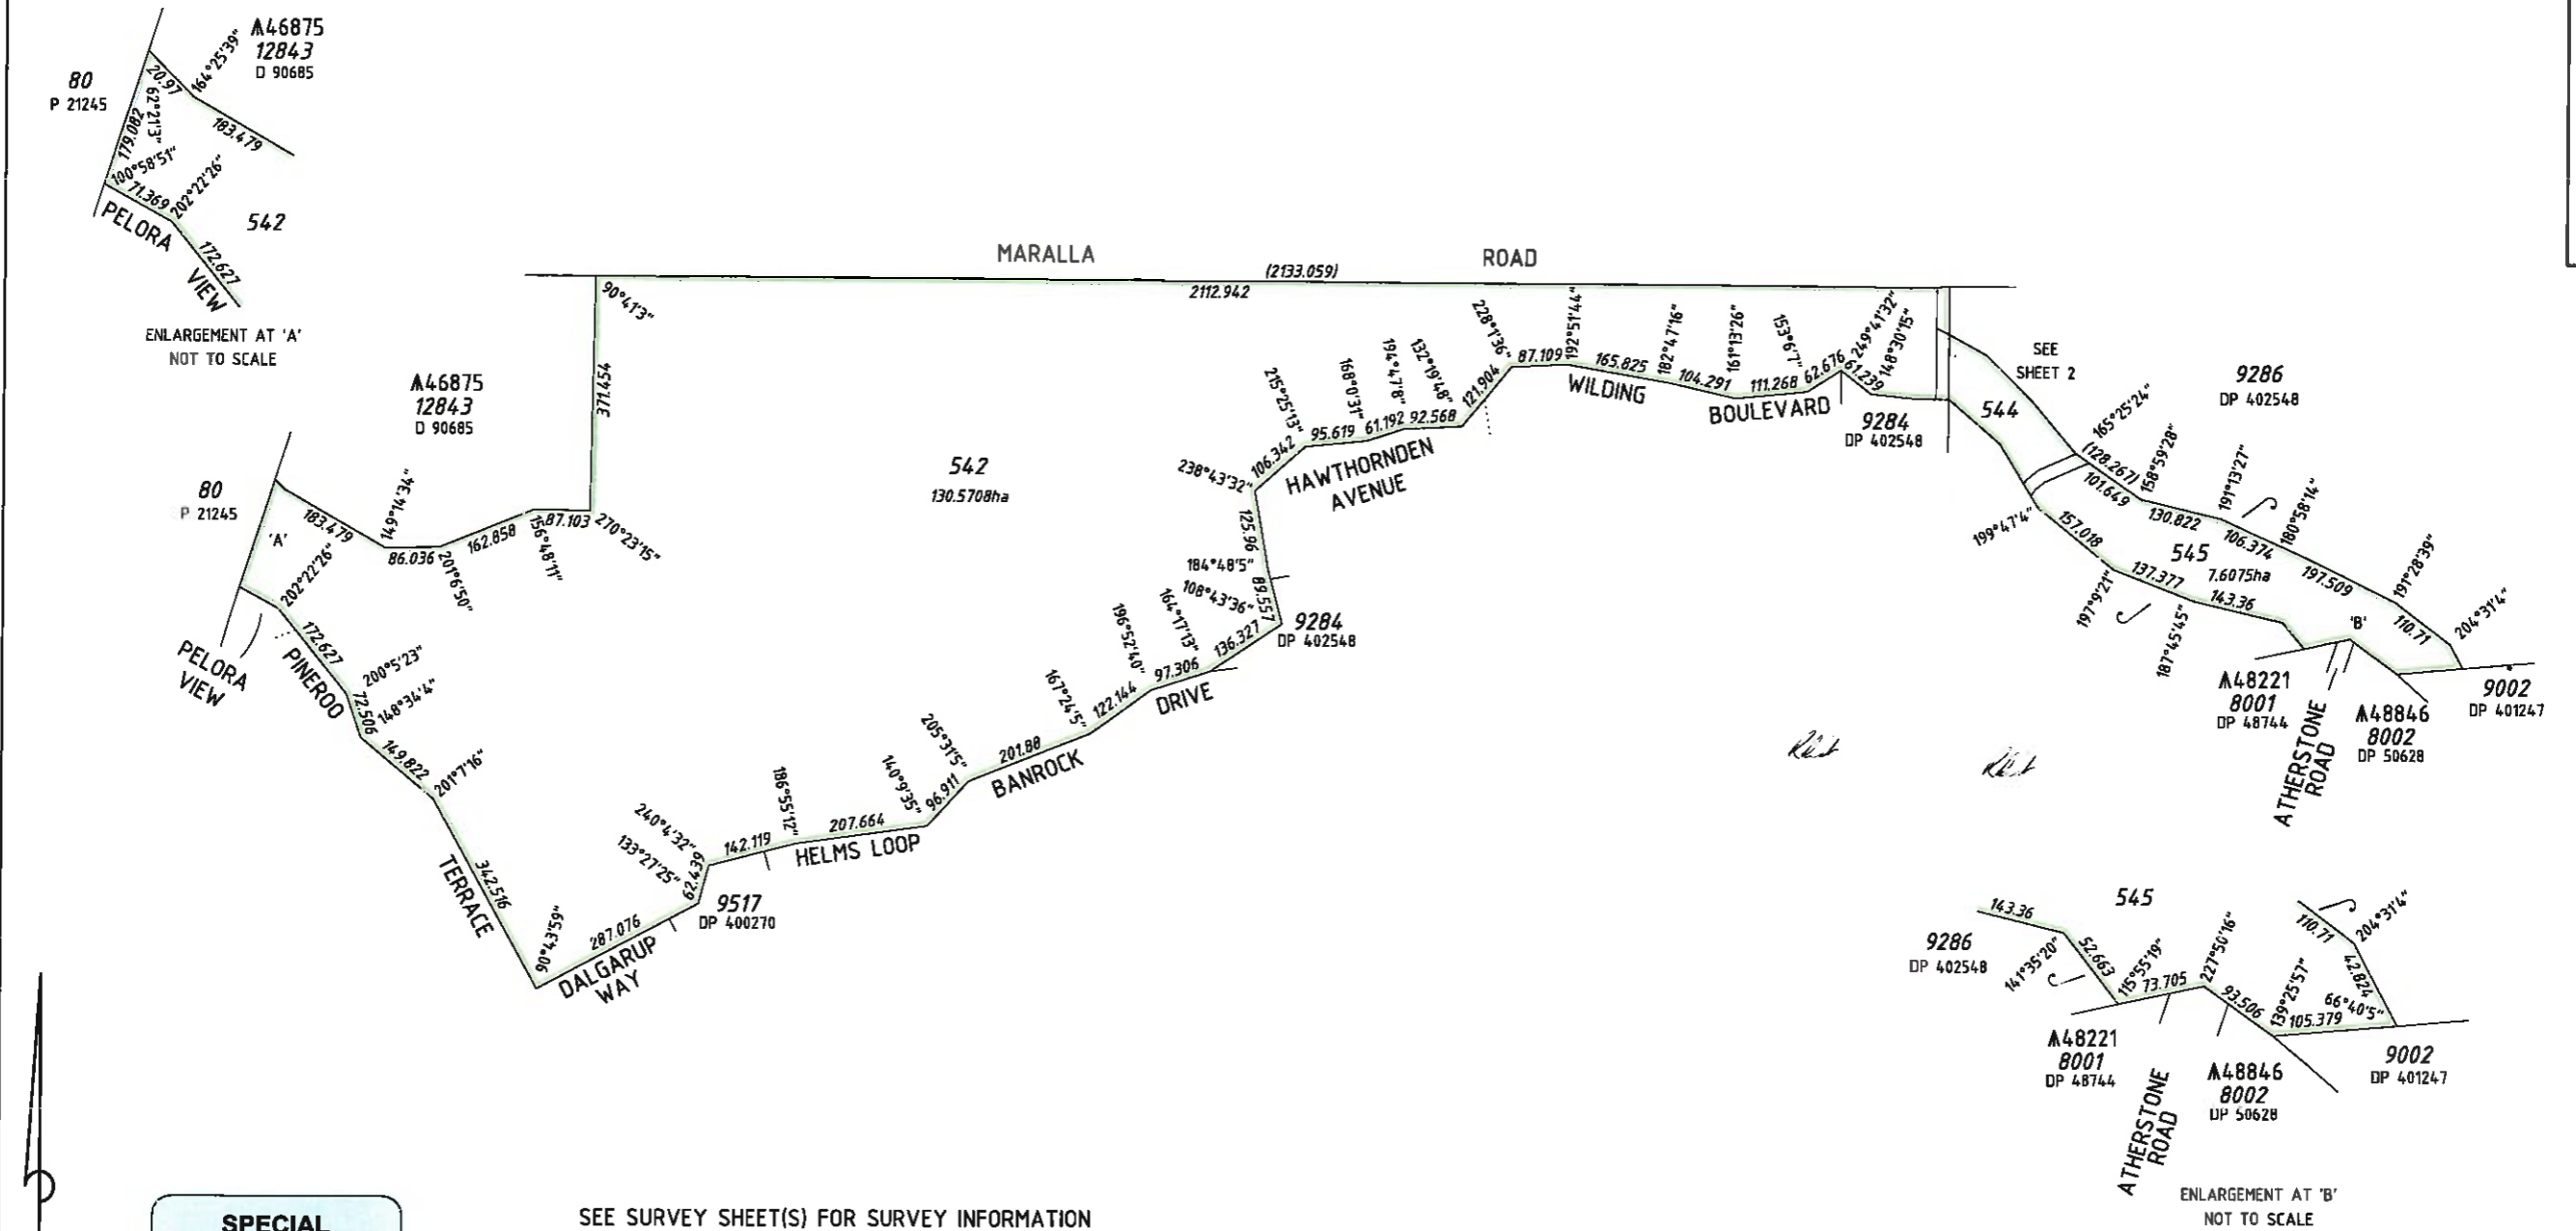 Ѧ46875
12843
D 90685
80
P 21245
20.97
164°25'39"
62°21'3"
179.082
183.479
100°58'51"
71.369
202°22'26"
542
PELORA
VIEW
172.627
ENLARGEMENT AT 'A'
NOT TO SCALE
MARALLA ROAD
(2133.059)
2112.942
90°41'3"
371.454
Ѧ46875
12843
D 90685
80
P 21245
'A'
183.479
149°14'34"
86.036
201°6'50"
162.858
156°48'11"
87.103
270°23'15"
202°22'26"
172.627
PELORA
VIEW
PINEROO
200°5'23"
72.506
148°34'4"
149.822
201°7'16"
TERRACE
342.516
90°43'59"
287.076
DALGARUP
WAY
133°27'25"
62.439
240°4'32"
9517
DP 400270
142.119
186°55'12"
207.664
HELMS LOOP
140°9'35"
96.911
205°31'5"
201.88
BANROCK
167°24'5"
122.144
196°52'40"
97.306
DRIVE
164°17'13"
136.327
108°43'36"
9284
DP 402548
89.557
184°48'5"
125.96
238°43'32"
106.342
215°25'13"
95.619
168°0'31"
61.192
194°47'8"
92.568
132°19'48"
HAWTHORNDEN
AVENUE
121.904
228°1'36"
87.109
192°51'44"
165.825
WILDING
182°47'16"
104.291
161°13'26"
111.268
BOULEVARD
153°6'7"
62.676
249°41'32"
61.239
148°30'15"
9284
DP 402548
542
130.5708ha
SEE
SHEET 2
544
9286
DP 402548
165°25'24"
(128.267)
101.649
158°59'28"
130.822
191°13'27"
106.374
180°58'14"
197.509
191°28'39"
110.71
204°31'4"
199°47'4"
157.018
545
7.6075ha
137.377
197°9'21"
143.36
187°45'45"
'B'
Ѧ48221
8001
DP 48744
ATHERSTONE
ROAD
Ѧ48846
8002
DP 50628
9002
DP 401247
545
143.36
9286
DP 402548
52.663
141°35'20"
115°55'19"
73.705
227°50'16"
93.506
139°25'57"
105.379
66°40'5"
42.824
110.71
204°31'4"
Ѧ48221
8001
DP 48744
ATHERSTONE
ROAD
Ѧ48846
8002
DP 50628
9002
DP 401247
ENLARGEMENT AT 'B'
NOT TO SCALE
SPECIAL
SEE SURVEY SHEET(S) FOR SURVEY INFORMATION